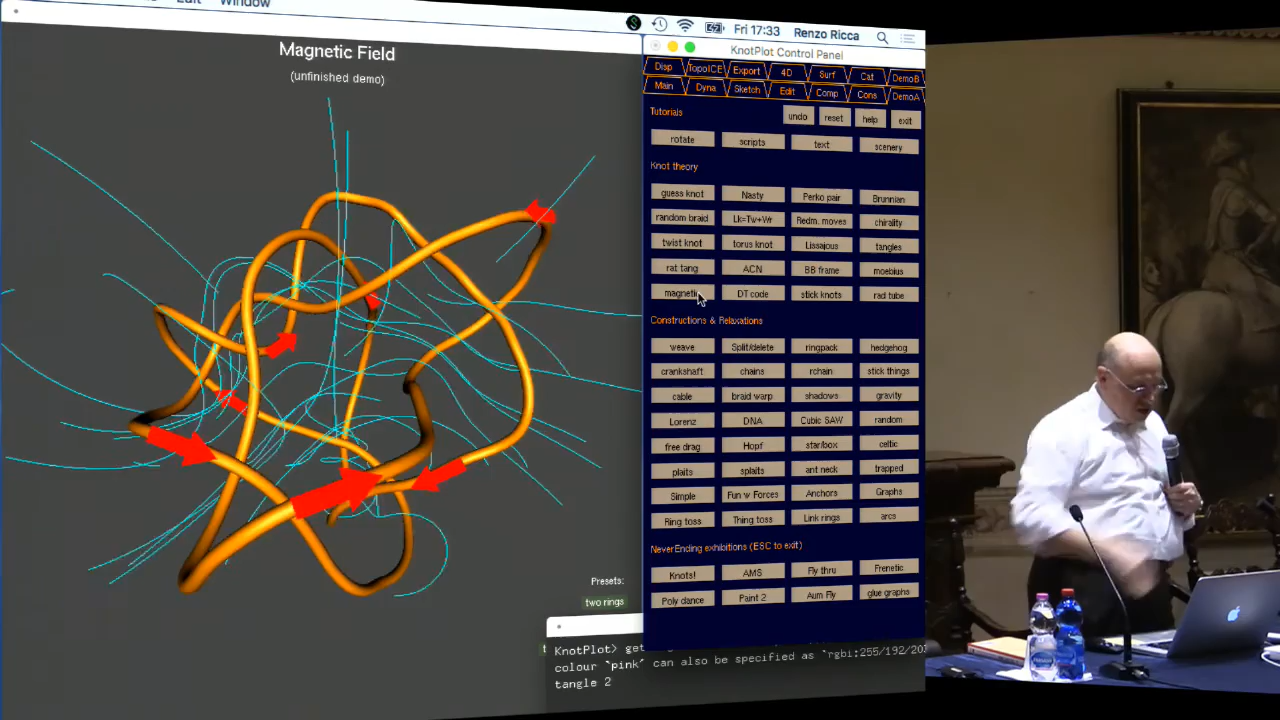 Edit Window
Fri 17:33 Renzo Ricca
Magnetic Field
(unfinished demo)
KnotPlot Control Panel
Disp TopoICE Export 4D Surf Cat DemoB
Main Dyna Sketch Edit Comp Cons DemoA
Tutorials undo reset help exit
rotate scripts text scenery
Knot theory
guess knot Nasty Perko pair Brunnian
random braid Lk=Tw+Wr Redm. moves chirality
twist knot torus knot Lissajous tangles
rat tang ACN BB frame moebius
magnetic DT code stick knots rad tube
Constructions & Relaxations
weave Split/delete ringpack hedgehog
crankshaft chains rchain stick things
cable braid warp shadows gravity
Lorenz DNA Cubic SAW random
free drag Hopf star/box celtic
plaits splaits ant neck trapped
Simple Fun w Forces Anchors Graphs
Ring toss Thing toss Link rings arcs
NeverEnding exhibitions (ESC to exit)
Knots! AMS Fly thru Frenetic
Poly dance Paint 2 Aum Fly glue graphs
Presets:
two rings
KnotPlot>
colour `pink' can also be specified as `rgbi:255/192/203
tangle 2